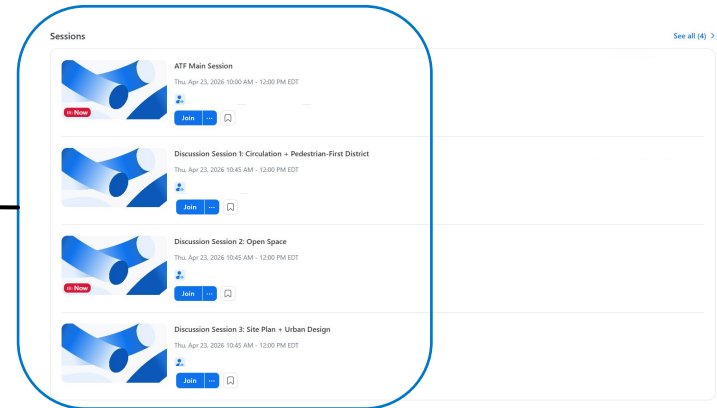 Sessions
See all (4) >
ATF Main Session
Thu, Apr 23, 2026 10:00 AM - 12:00 PM EDT
Now
Join ...
Discussion Session 1: Circulation + Pedestrian-First District
Thu, Apr 23, 2026 10:45 AM - 12:00 PM EDT
Join ...
Discussion Session 2: Open Space
Thu, Apr 23, 2026 10:45 AM - 12:00 PM EDT
Now
Join ...
Discussion Session 3: Site Plan + Urban Design
Thu, Apr 23, 2026 10:45 AM - 12:00 PM EDT
Join ...